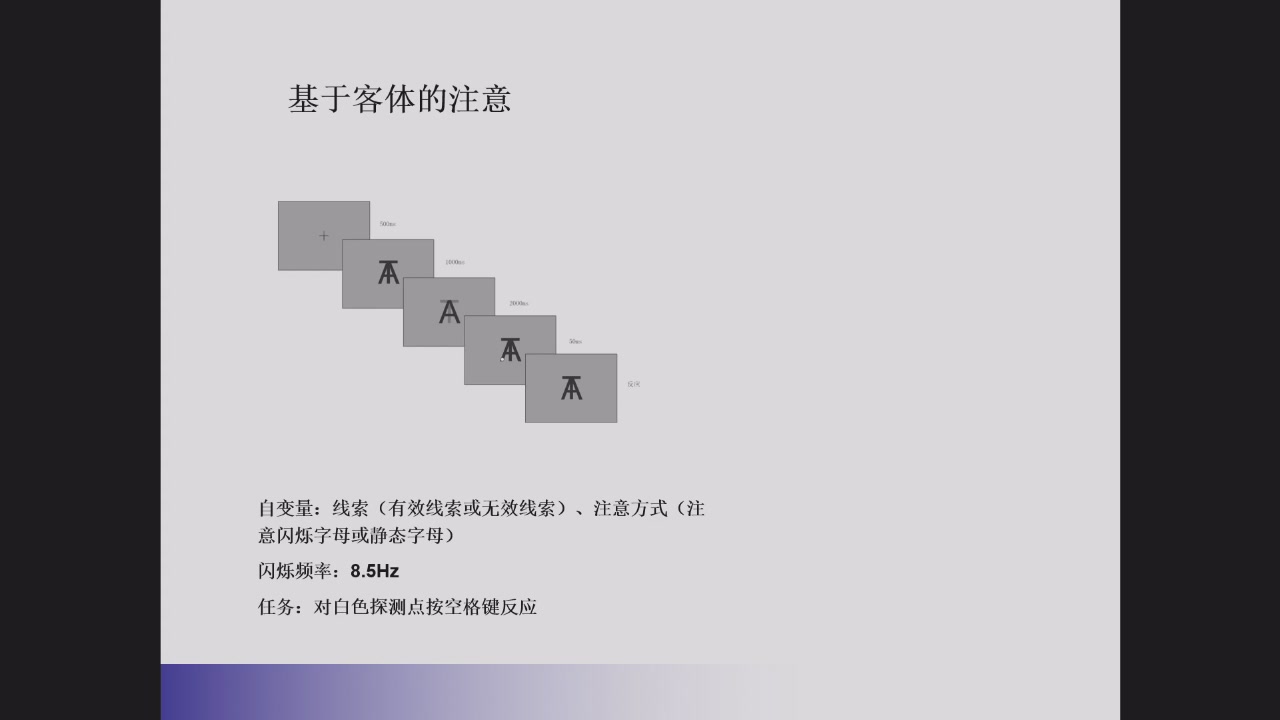 基于客体的注意
500ms
1000ms
3000ms
50ms
反应
自变量：线索（有效线索或无效线索）、注意方式（注
意闪烁字母或静态字母）
闪烁频率：8.5Hz
任务：对白色探测点按空格键反应